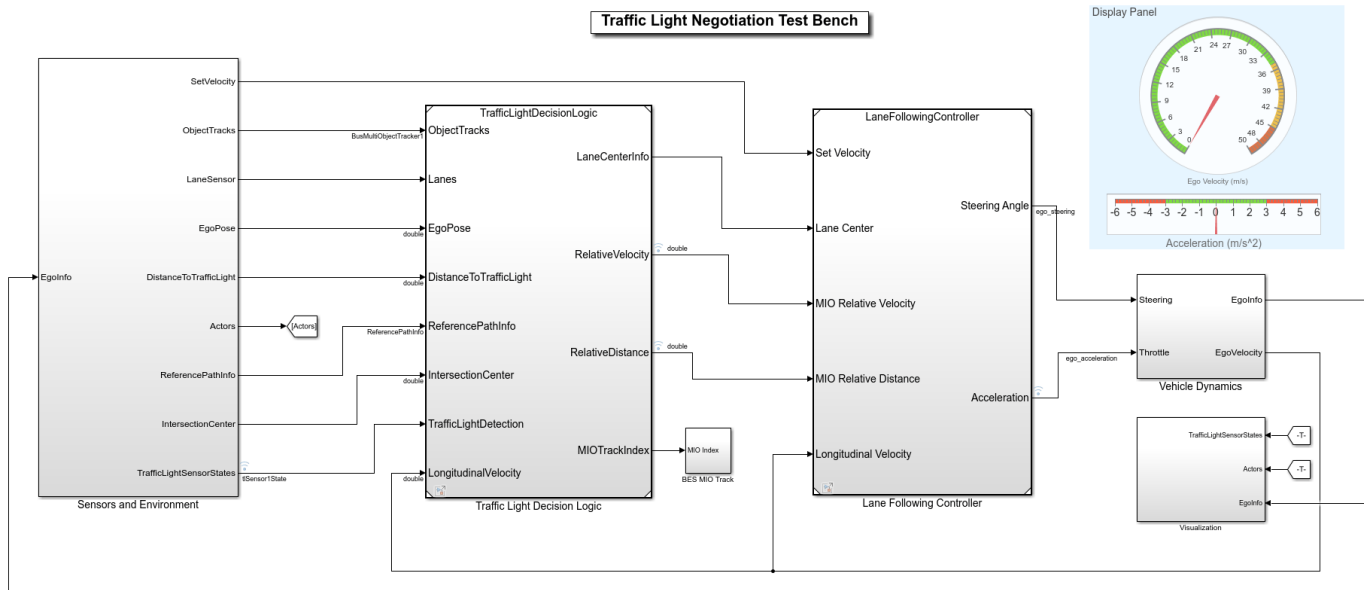 Traffic Light Negotiation Test Bench
Display Panel
0
3
6
9
12
15
18
21
24
27
30
33
36
39
42
45
48
50
Ego Velocity (m/s)
-6 -5 -4 -3 -2 -1 0 1 2 3 4 5 6
Acceleration (m/s^2)
EgoInfo
SetVelocity
ObjectTracks
LaneSensor
EgoPose
DistanceToTrafficLight
Actors
ReferencePathInfo
IntersectionCenter
TrafficLightSensorStates
Sensors and Environment
[Actors]
BusMultiObjectTracker1
double
double
ReferencePathInfo
double
tlSensor1State
double
TrafficLightDecisionLogic
ObjectTracks
Lanes
EgoPose
DistanceToTrafficLight
ReferencePathInfo
IntersectionCenter
TrafficLightDetection
LongitudinalVelocity
LaneCenterInfo
RelativeVelocity
RelativeDistance
MIOTrackIndex
Traffic Light Decision Logic
double
double
MIO Index
BES MIO Track
LaneFollowingController
Set Velocity
Lane Center
MIO Relative Velocity
MIO Relative Distance
Longitudinal Velocity
Steering Angle
Acceleration
Lane Following Controller
ego_steering
ego_acceleration
Steering
Throttle
EgoInfo
EgoVelocity
Vehicle Dynamics
TrafficLightSensorStates
Actors
EgoInfo
Visualization
-T-
-T-